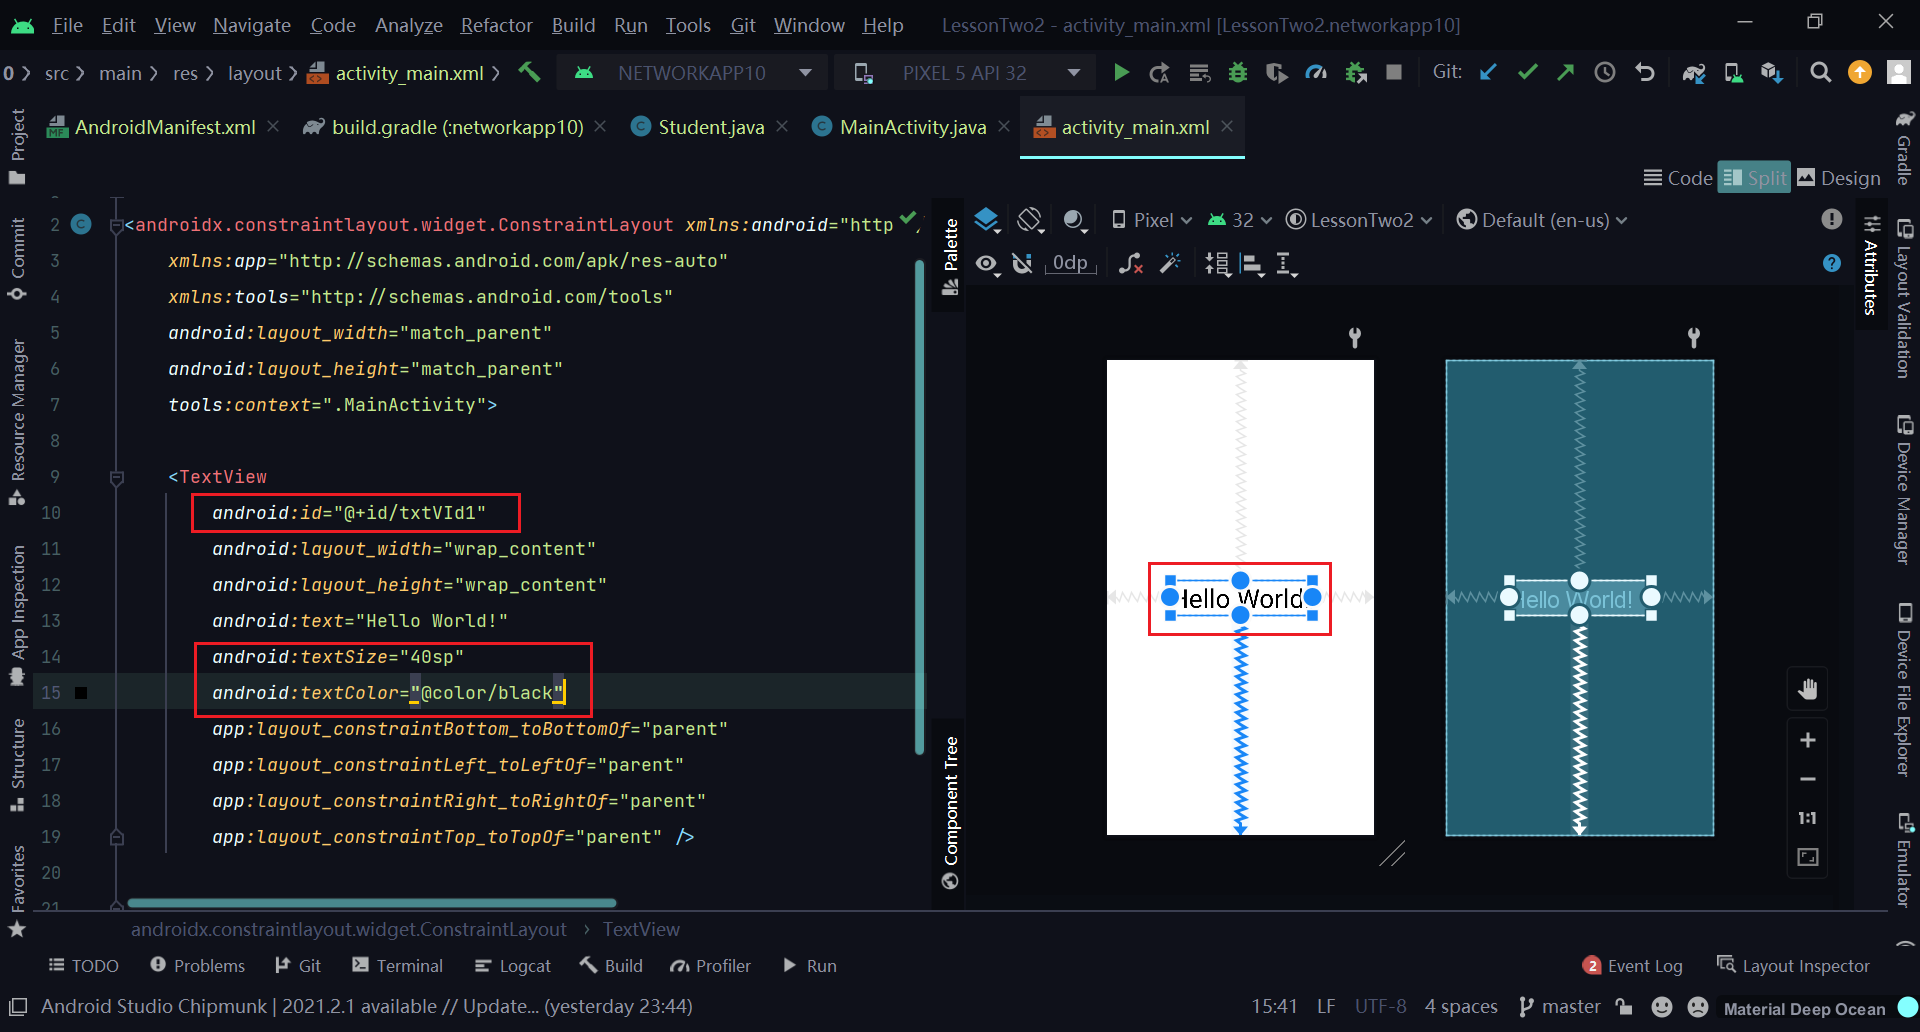 File Edit View Navigate Code Analyze Refactor Build Run Tools Git Window Help LessonTwo2 - activity_main.xml [LessonTwo2.networkapp10]
0 src main res layout activity_main.xml NETWORKAPP10 PIXEL 5 API 32 Git:
AndroidManifest.xml build.gradle (:networkapp10) Student.java MainActivity.java activity_main.xml
Code Split Design
Project
Commit
Resource Manager
App Inspection
Structure
Favorites
2 <androidx.constraintlayout.widget.ConstraintLayout xmlns:android="http
3 xmlns:app="http://schemas.android.com/apk/res-auto"
4 xmlns:tools="http://schemas.android.com/tools"
5 android:layout_width="match_parent"
6 android:layout_height="match_parent"
7 tools:context=".MainActivity">
8
9 <TextView
10 android:id="@+id/txtVId1"
11 android:layout_width="wrap_content"
12 android:layout_height="wrap_content"
13 android:text="Hello World!"
14 android:textSize="40sp"
15 android:textColor="@color/black"
16 app:layout_constraintBottom_toBottomOf="parent"
17 app:layout_constraintLeft_toLeftOf="parent"
18 app:layout_constraintRight_toRightOf="parent"
19 app:layout_constraintTop_toTopOf="parent" />
20
21
Palette
Component Tree
Pixel 32 LessonTwo2 Default (en-us)
0dp
Hello World!
Hello World!
1:1
Attributes
Gradle
Layout Validation
Device Manager
Device File Explorer
Emulator
androidx.constraintlayout.widget.ConstraintLayout › TextView
TODO Problems Git Terminal Logcat Build Profiler Run 2 Event Log Layout Inspector
Android Studio Chipmunk | 2021.2.1 available // Update... (yesterday 23:44) 15:41 LF UTF-8 4 spaces master Material Deep Ocean